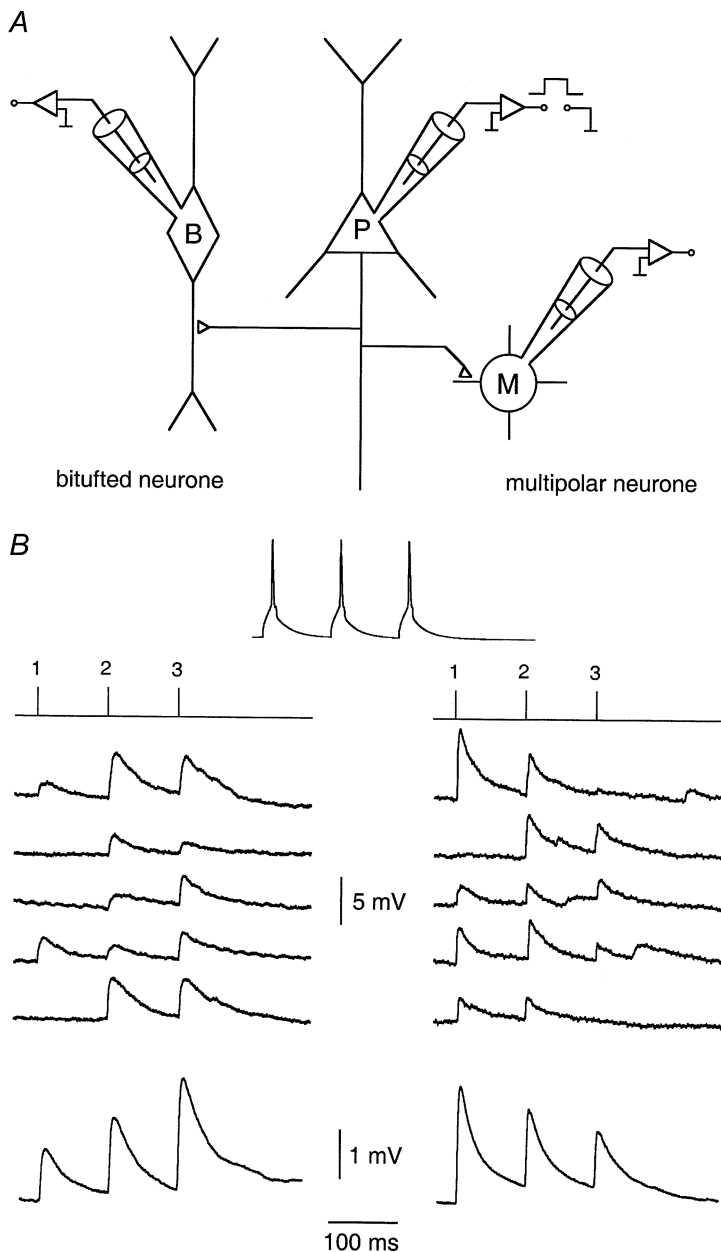 A
B
P
M
bitufted neurone
multipolar neurone
B
1 2 3
1 2 3
5 mV
1 mV
100 ms